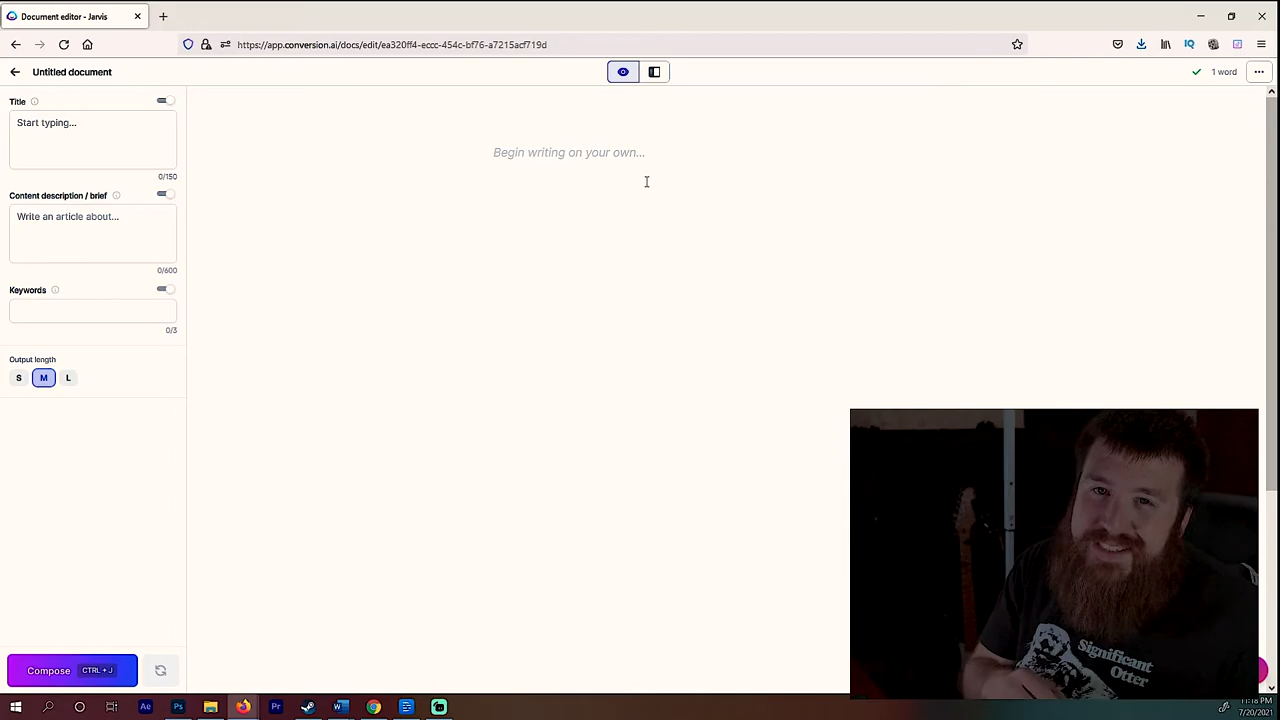 Document editor - Jarvis
https://app.conversion.ai/docs/edit/ea320ff4-eccc-454c-bf76-a7215acf719d
Untitled document
1 word
Title
Start typing...
0/150
Content description / brief
Write an article about...
0/600
Keywords
0/3
Output length
S M L
Compose CTRL + J
Begin writing on your own...
Significant
Otter
11:18 PM
7/20/2021